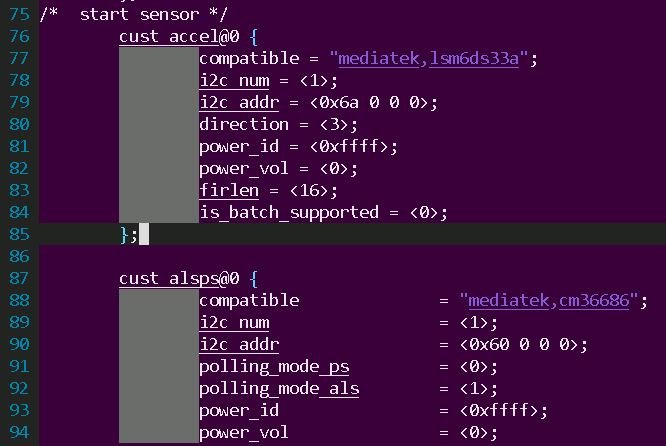 75 /*  start sensor */
76 cust_accel@0 {
77 compatible = "mediatek,lsm6ds33a";
78 i2c_num = <1>;
79 i2c_addr = <0x6a 0 0 0>;
80 direction = <3>;
81 power_id = <0xffff>;
82 power_vol = <0>;
83 firlen = <16>;
84 is_batch_supported = <0>;
85 };
86
87 cust_alsps@0 {
88 compatible = "mediatek,cm36686";
89 i2c_num = <1>;
90 i2c_addr = <0x60 0 0 0>;
91 polling_mode_ps = <0>;
92 polling_mode_als = <1>;
93 power_id = <0xffff>;
94 power_vol = <0>;